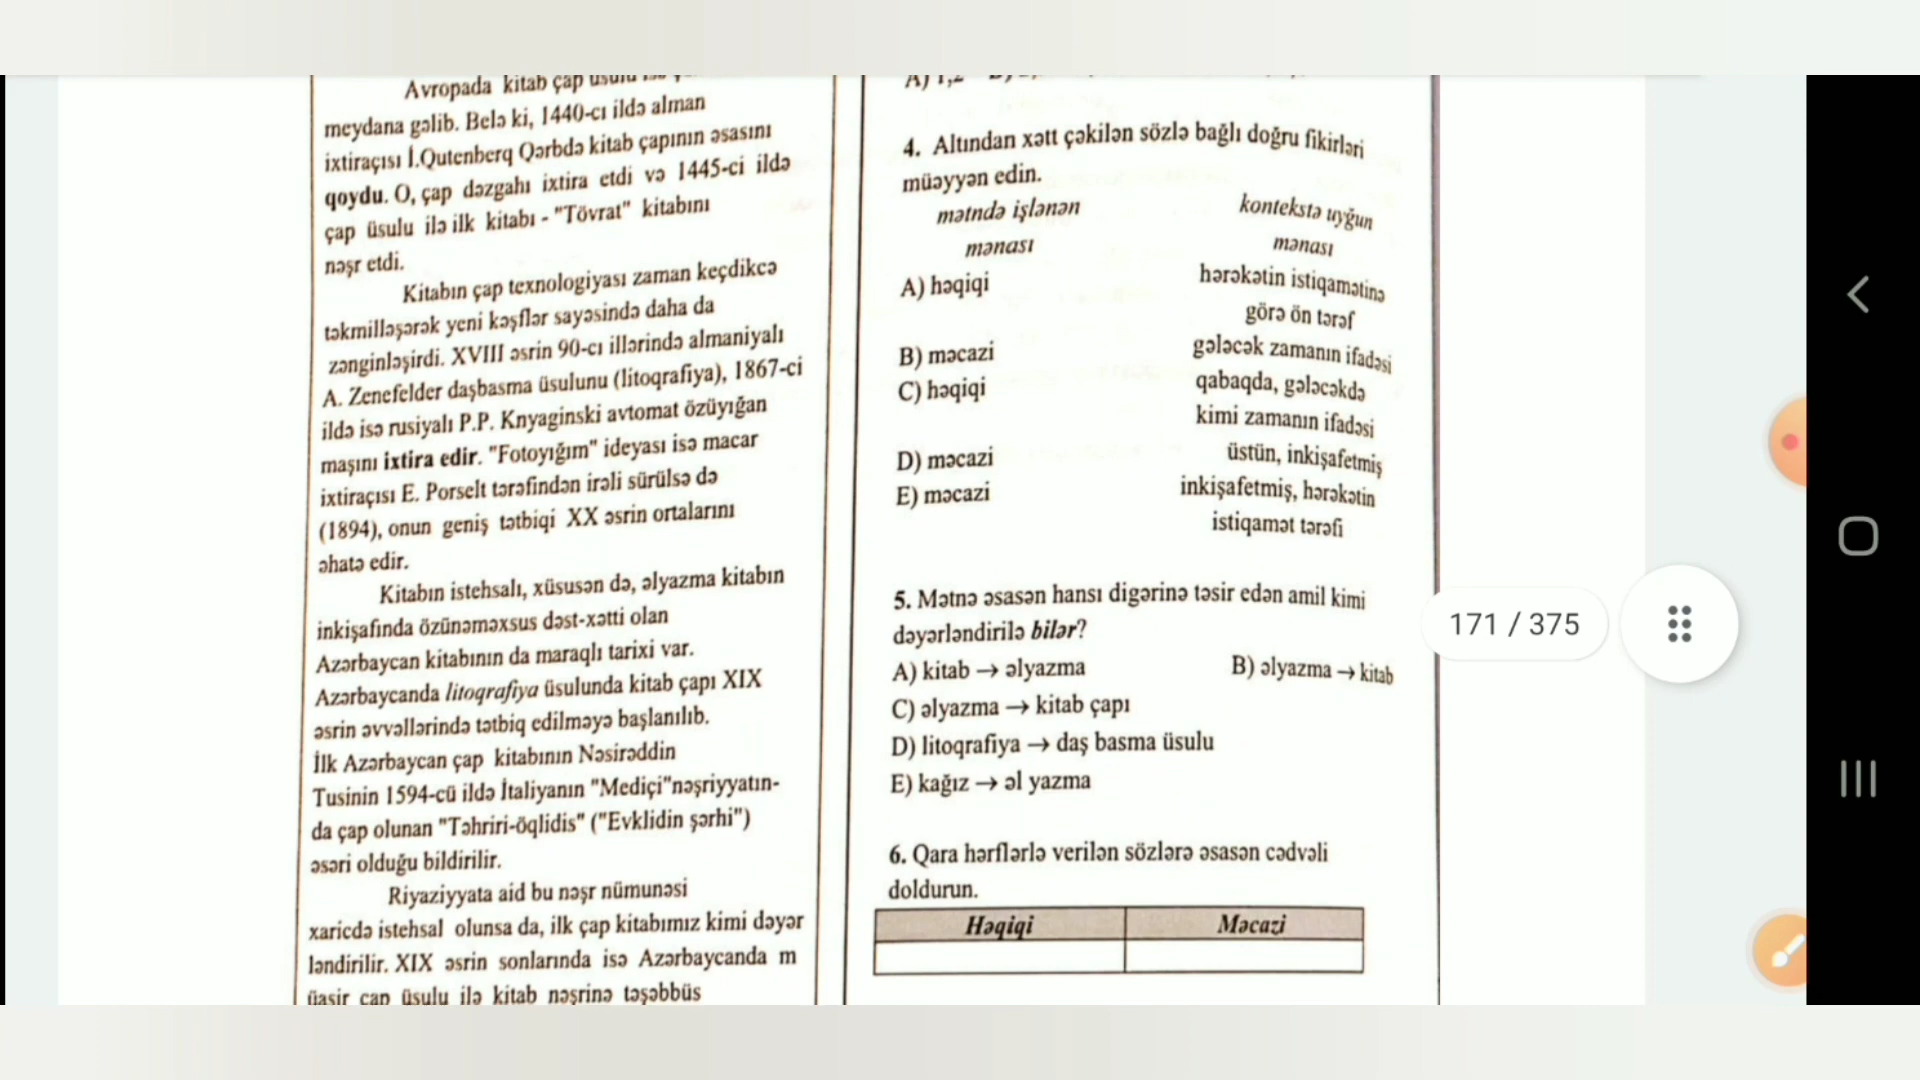 Avropada kitab çap üsulu
meydana gəlib. Belə ki, 1440-cı ildə alman
ixtiraçısı İ.Qutenberq Qərbdə kitab çapının əsasını
qoydu. O, çap dəzgahı ixtira etdi və 1445-ci ildə
çap üsulu ilə ilk kitabı - "Tövrat" kitabını
nəşr etdi.
Kitabın çap texnologiyası zaman keçdikcə
təkmilləşərək yeni kəşflər sayəsində daha da
zənginləşirdi. XVIII əsrin 90-cı illərində almaniyalı
A. Zenefelder daşbasma üsulunu (litoqrafiya), 1867-ci
ildə isə rusiyalı P.P. Knyaginski avtomat özüyığan
maşını ixtira edir. "Fotoyığım" ideyası isə macar
ixtiraçısı E. Porselt tərəfindən irəli sürülsə də
(1894), onun geniş tətbiqi XX əsrin ortalarını
əhatə edir.
Kitabın istehsalı, xüsusən də, əlyazma kitabın
inkişafında özünəməxsus dəst-xətti olan
Azərbaycan kitabının da maraqlı tarixi var.
Azərbaycanda litoqrafiya üsulunda kitab çapı XIX
əsrin əvvəllərində tətbiq edilməyə başlanılıb.
İlk Azərbaycan çap kitabının Nəsirəddin
Tusinin 1594-cü ildə İtaliyanın "Mediçi"nəşriyyatın-
da çap olunan "Təhriri-öqlidis" ("Evklidin şərhi")
əsəri olduğu bildirilir.
Riyaziyyata aid bu nəşr nümunəsi
xaricdə istehsal olunsa da, ilk çap kitabımız kimi dəyər
ləndirilir. XIX əsrin sonlarında isə Azərbaycanda m
üasir çap üsulu ilə kitab nəşrinə təşəbbüs
A) 1,2
4. Altından xətt çəkilən sözlə bağlı doğru fikirləri
müəyyən edin.
mətndə işlənən kontekstə uyğun
mənası mənası
A) həqiqi hərəkətin istiqamətinə
görə ön tərəf
B) məcazi gələcək zamanın ifadəsi
C) həqiqi qabaqda, gələcəkdə
kimi zamanın ifadəsi
D) məcazi üstün, inkişafetmiş
E) məcazi inkişafetmiş, hərəkətin
istiqamət tərəfi
5. Mətnə əsasən hansı digərinə təsir edən amil kimi
dəyərləndirilə bilər?
A) kitab → əlyazma B) əlyazma → kitab
C) əlyazma → kitab çapı
D) litoqrafiya → daş basma üsulu
E) kağız → əl yazma
6. Qara hərflərlə verilən sözlərə əsasən cədvəli
doldurun.
Həqiqi Məcazi
171 / 375